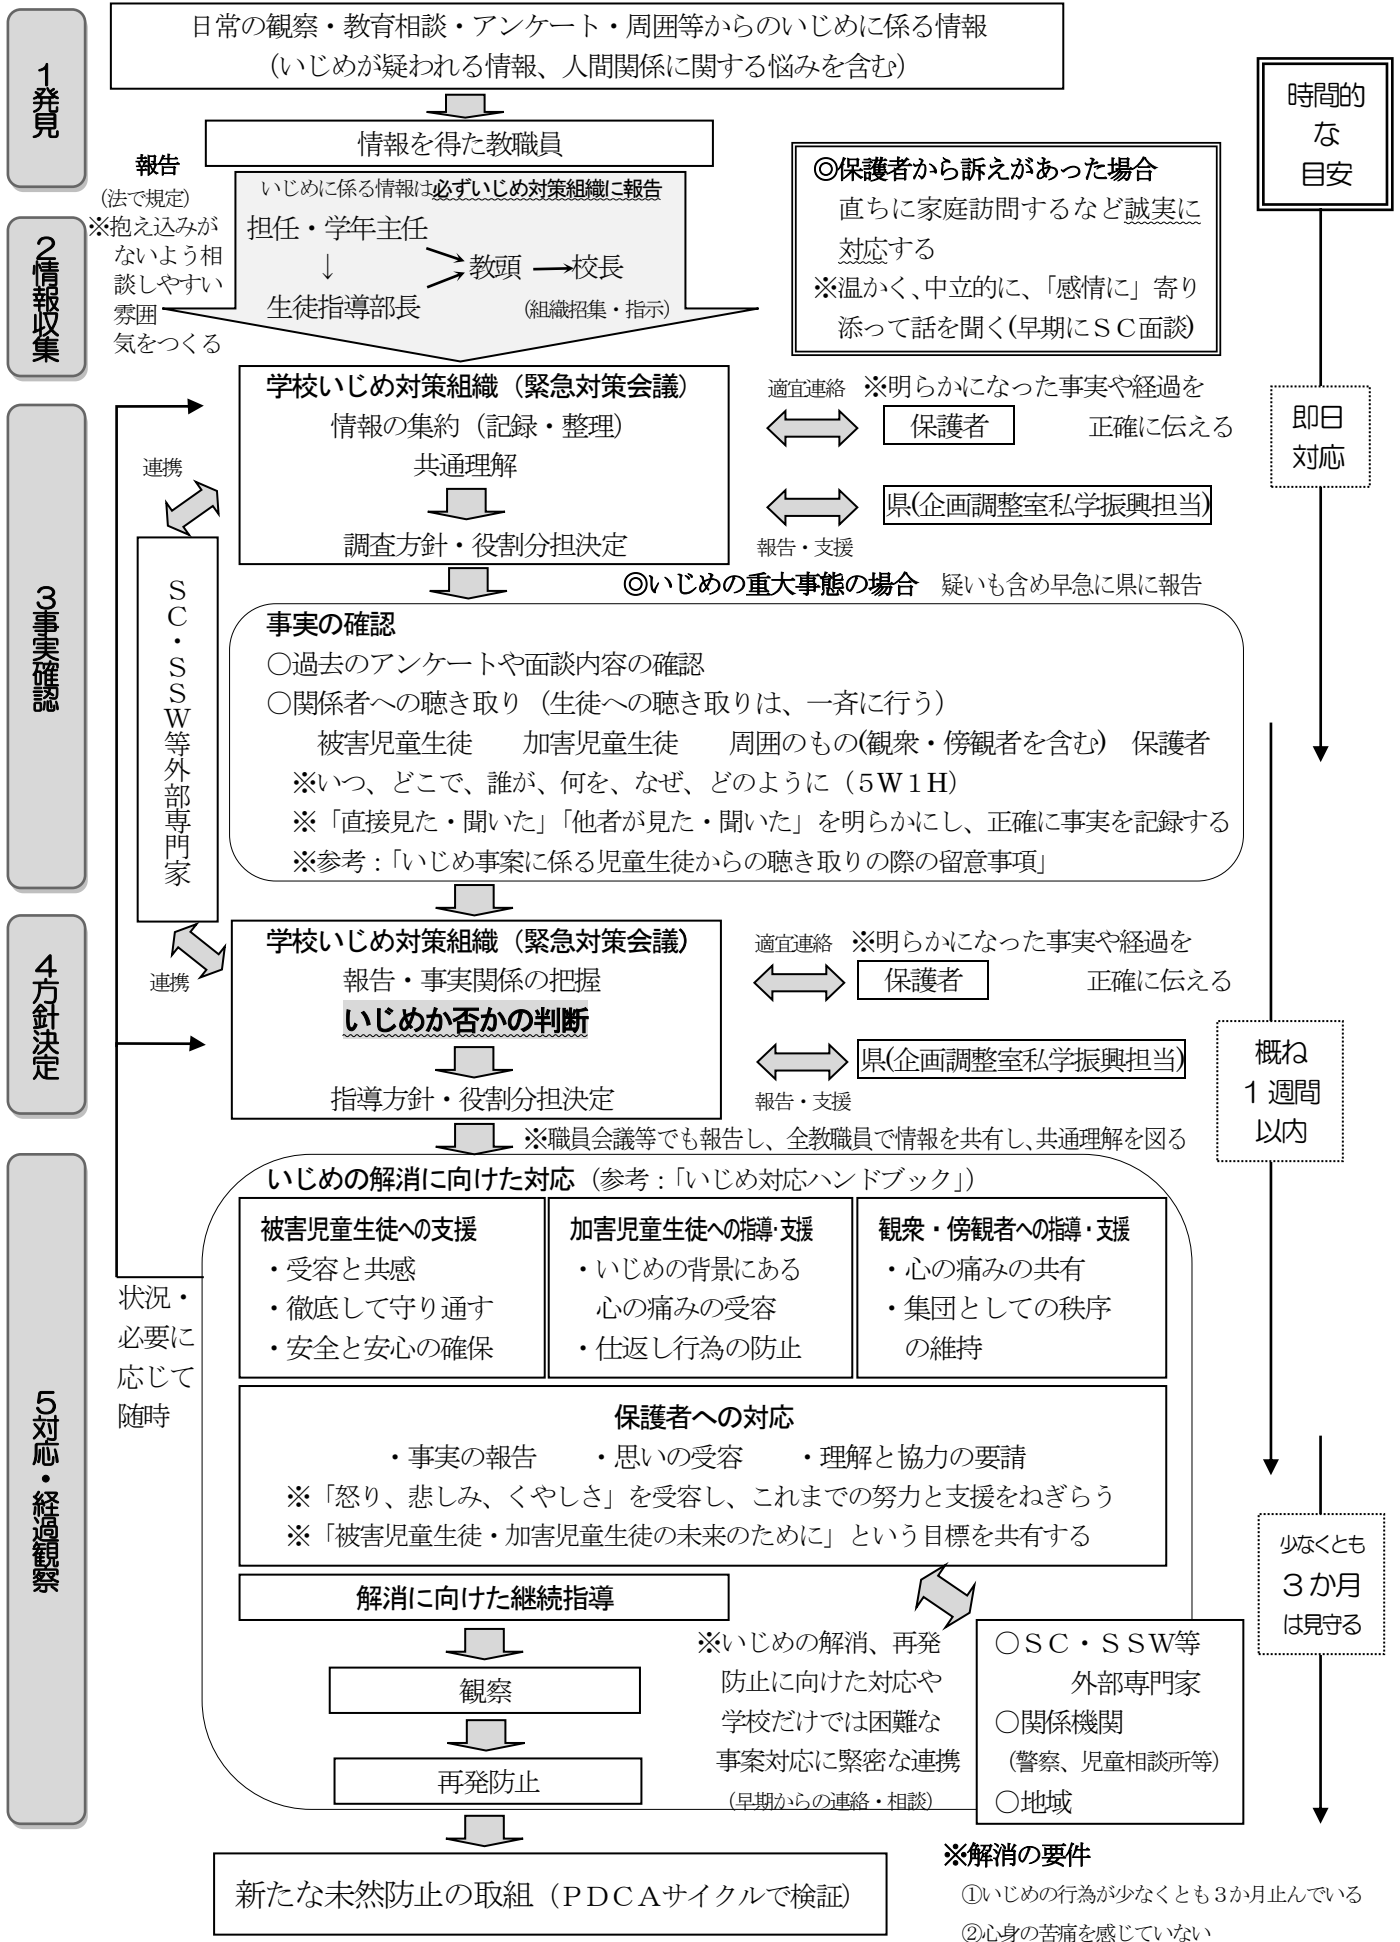 1発見
日常の観察・教育相談・アンケート・周囲等からのいじめに係る情報
（いじめが疑われる情報、人間関係に関する悩みを含む）
情報を得た教職員
時間的
な
目安
報告
（法で規定）
※抱え込みが
ないよう相
談しやすい
雰囲
気をつくる
いじめに係る情報は必ずいじめ対策組織に報告
担任・学年主任
↓
生徒指導部長
教頭
校長
（組織招集・指示）
◎保護者から訴えがあった場合
直ちに家庭訪問するなど誠実に
対応する
※温かく、中立的に、「感情に」寄り
添って話を聞く(早期にＳＣ面談)
2情報収集
学校いじめ対策組織（緊急対策会議）
情報の集約（記録・整理）
共通理解
調査方針・役割分担決定
適宜連絡
※明らかになった事実や経過を
正確に伝える
保護者
県(企画調整室私学振興担当)
報告・支援
即日
対応
連携
ＳＣ・ＳＳＷ等外部専門家
3事実確認
◎いじめの重大事態の場合　疑いも含め早急に県に報告
事実の確認
○過去のアンケートや面談内容の確認
○関係者への聴き取り（生徒への聴き取りは、一斉に行う）
被害児童生徒　加害児童生徒　周囲のもの(観衆・傍観者を含む)　保護者
※いつ、どこで、誰が、何を、なぜ、どのように（５Ｗ１Ｈ）
※「直接見た・聞いた」「他者が見た・聞いた」を明らかにし、正確に事実を記録する
※参考：「いじめ事案に係る児童生徒からの聴き取りの際の留意事項」
連携
4方針決定
学校いじめ対策組織（緊急対策会議）
報告・事実関係の把握
いじめか否かの判断
指導方針・役割分担決定
適宜連絡
※明らかになった事実や経過を
正確に伝える
保護者
県(企画調整室私学振興担当)
報告・支援
概ね
１週間
以内
※職員会議等でも報告し、全教職員で情報を共有し、共通理解を図る
5対応・経過観察
いじめの解消に向けた対応（参考：「いじめ対応ハンドブック」）
被害児童生徒への支援
・受容と共感
・徹底して守り通す
・安全と安心の確保
加害児童生徒への指導・支援
・いじめの背景にある
心の痛みの受容
・仕返し行為の防止
観衆・傍観者への指導・支援
・心の痛みの共有
・集団としての秩序
の維持
状況・
必要に
応じて
随時
保護者への対応
・事実の報告　・思いの受容　・理解と協力の要請
※「怒り、悲しみ、くやしさ」を受容し、これまでの努力と支援をねぎらう
※「被害児童生徒・加害児童生徒の未来のために」という目標を共有する
少なくとも
３か月
は見守る
解消に向けた継続指導
観察
再発防止
※いじめの解消、再発
防止に向けた対応や
学校だけでは困難な
事案対応に緊密な連携
（早期からの連絡・相談）
○ＳＣ・ＳＳＷ等
外部専門家
○関係機関
（警察、児童相談所等）
○地域
新たな未然防止の取組（ＰＤＣＡサイクルで検証）
※解消の要件
①いじめの行為が少なくとも３か月止んでいる
②心身の苦痛を感じていない